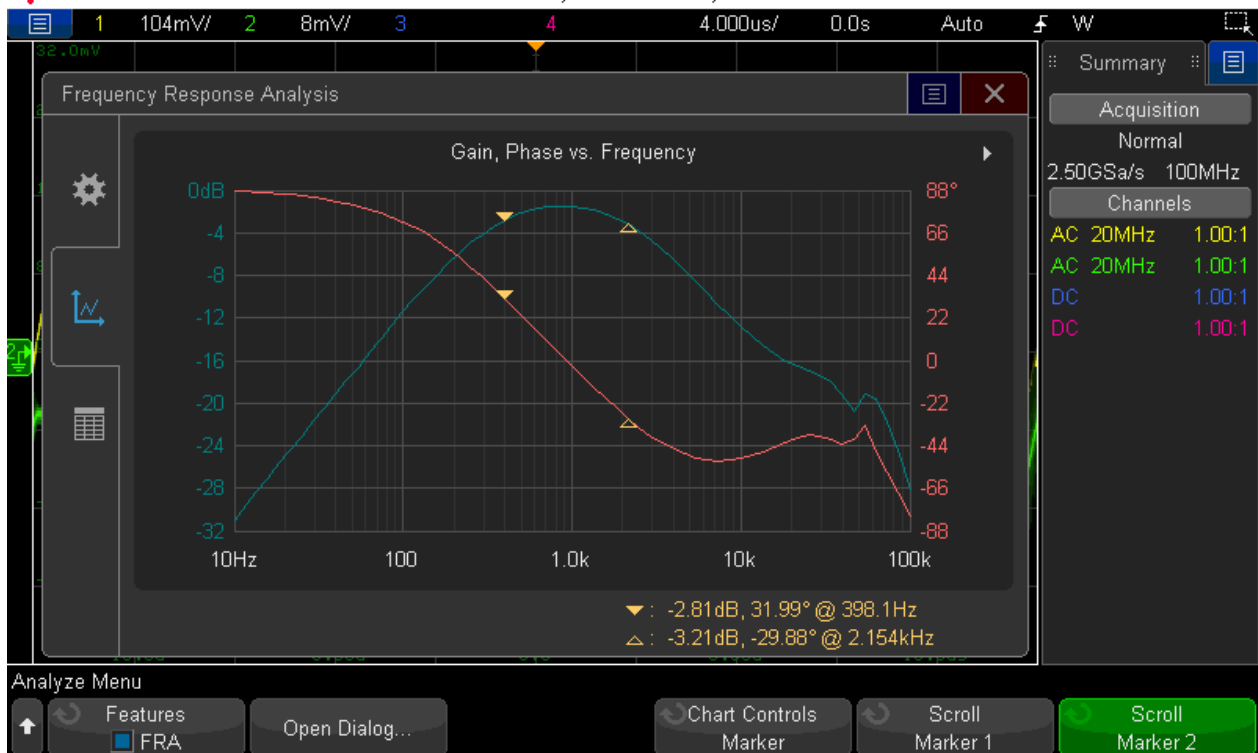 1 104mV/ 2 8mV/ 3 4 4.000us/ 0.0s Auto W
32.0mV
Summary
Frequency Response Analysis
Acquisition
Normal
2.50GSa/s 100MHz
Channels
AC 20MHz 1.00:1
AC 20MHz 1.00:1
DC 1.00:1
DC 1.00:1
Gain, Phase vs. Frequency
0dB 88°
-4 66
-8 44
-12 22
-16 0
-20 -22
-24 -44
-28 -66
-32 -88
10Hz 100 1.0k 10k 100k
: -2.81dB, 31.99° @ 398.1Hz
: -3.21dB, -29.88° @ 2.154kHz
Analyze Menu
Features
FRA
Open Dialog...
Chart Controls
Marker
Scroll
Marker 1
Scroll
Marker 2